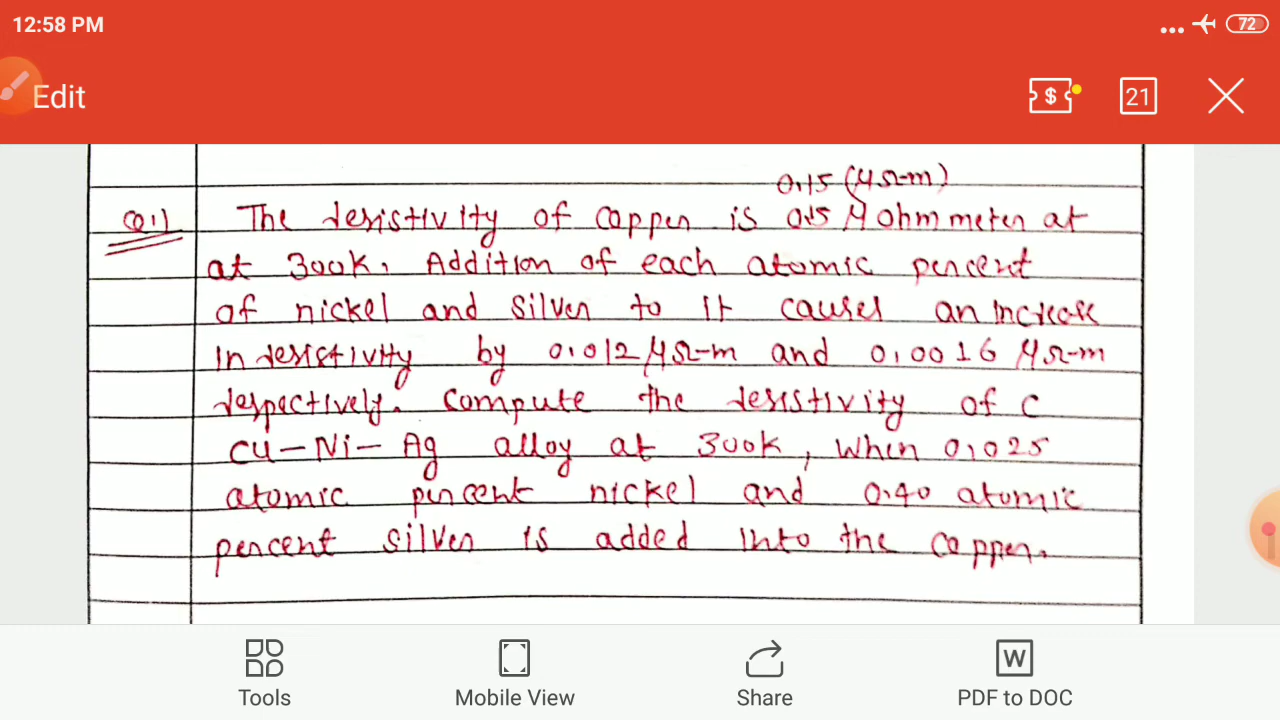 12:58 PM
72
Edit
$
21
0.15 (μΩ-m)
Q.1) The resistivity of copper is 0.15 μ ohm meter at
at 300K. Addition of each atomic percent
of nickel and silver to it causes an increase
in resistivity by 0.012 μΩ-m and 0.0016 μΩ-m
respectively. Compute the resistivity of C
Cu-Ni-Ag alloy at 300K, when 0.025
atomic percent nickel and 0.40 atomic
percent silver is added into the copper.
W
Tools
Mobile View
Share
PDF to DOC